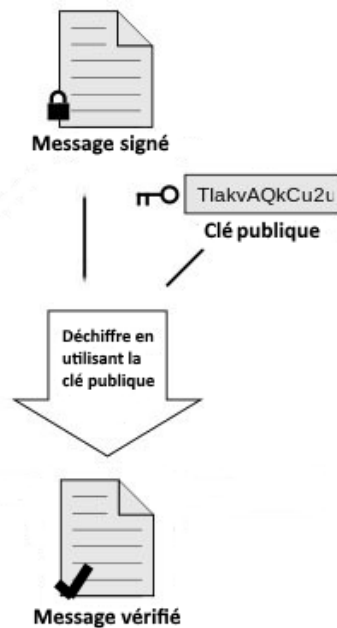 Message signé
TlakvAQkCu2u
Clé publique
Déchiffre en
utilisant la
clé publique
Message vérifié